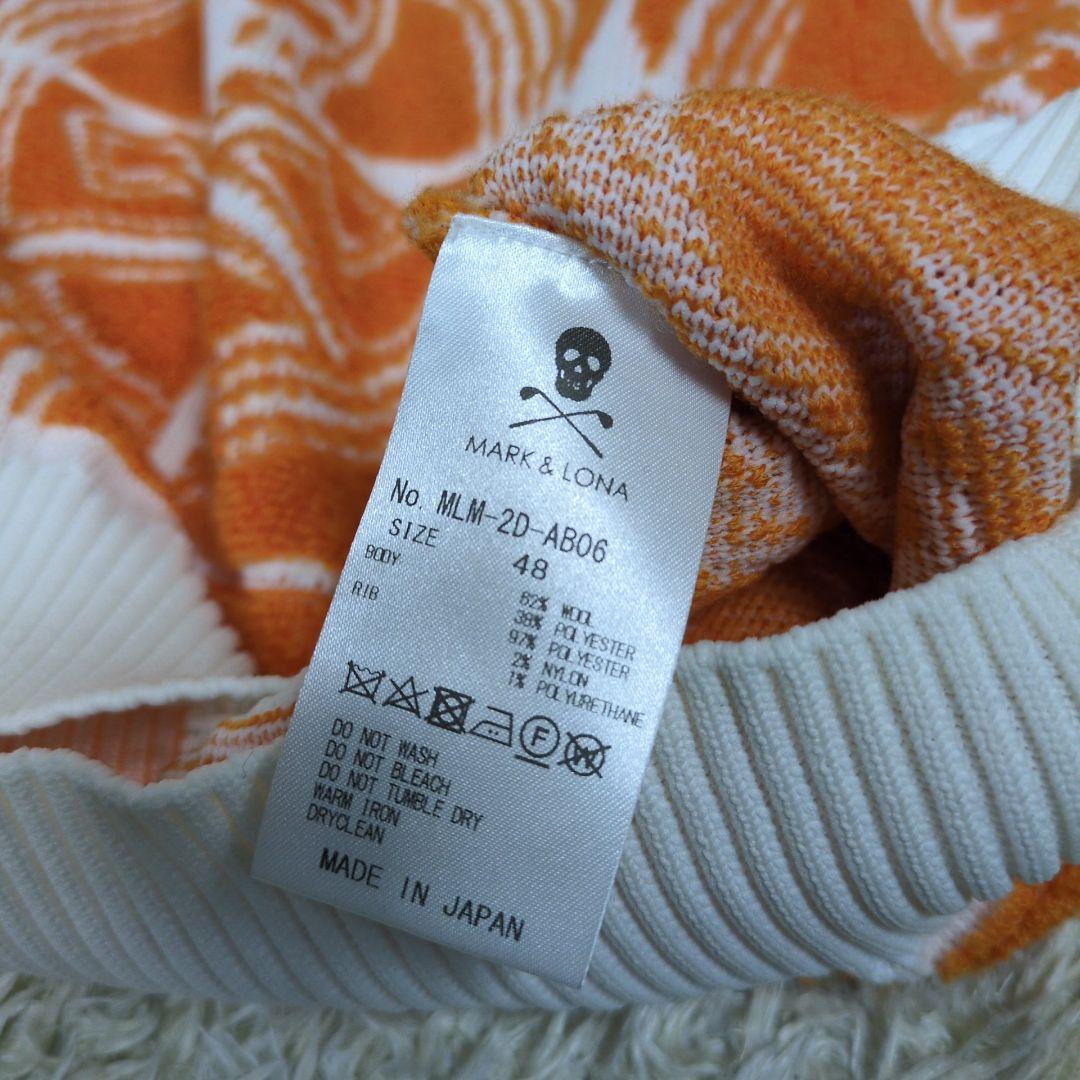 MARK & LONA
No. MLM-2D-AB06
SIZE 48
BODY 62% WOOL
38% POLYESTER
RIB 97% POLYESTER
2% NYLON
1% POLYURETHANE
F W
DO NOT WASH
DO NOT BLEACH
DO NOT TUMBLE DRY
WARM IRON
DRYCLEAN
MADE IN JAPAN